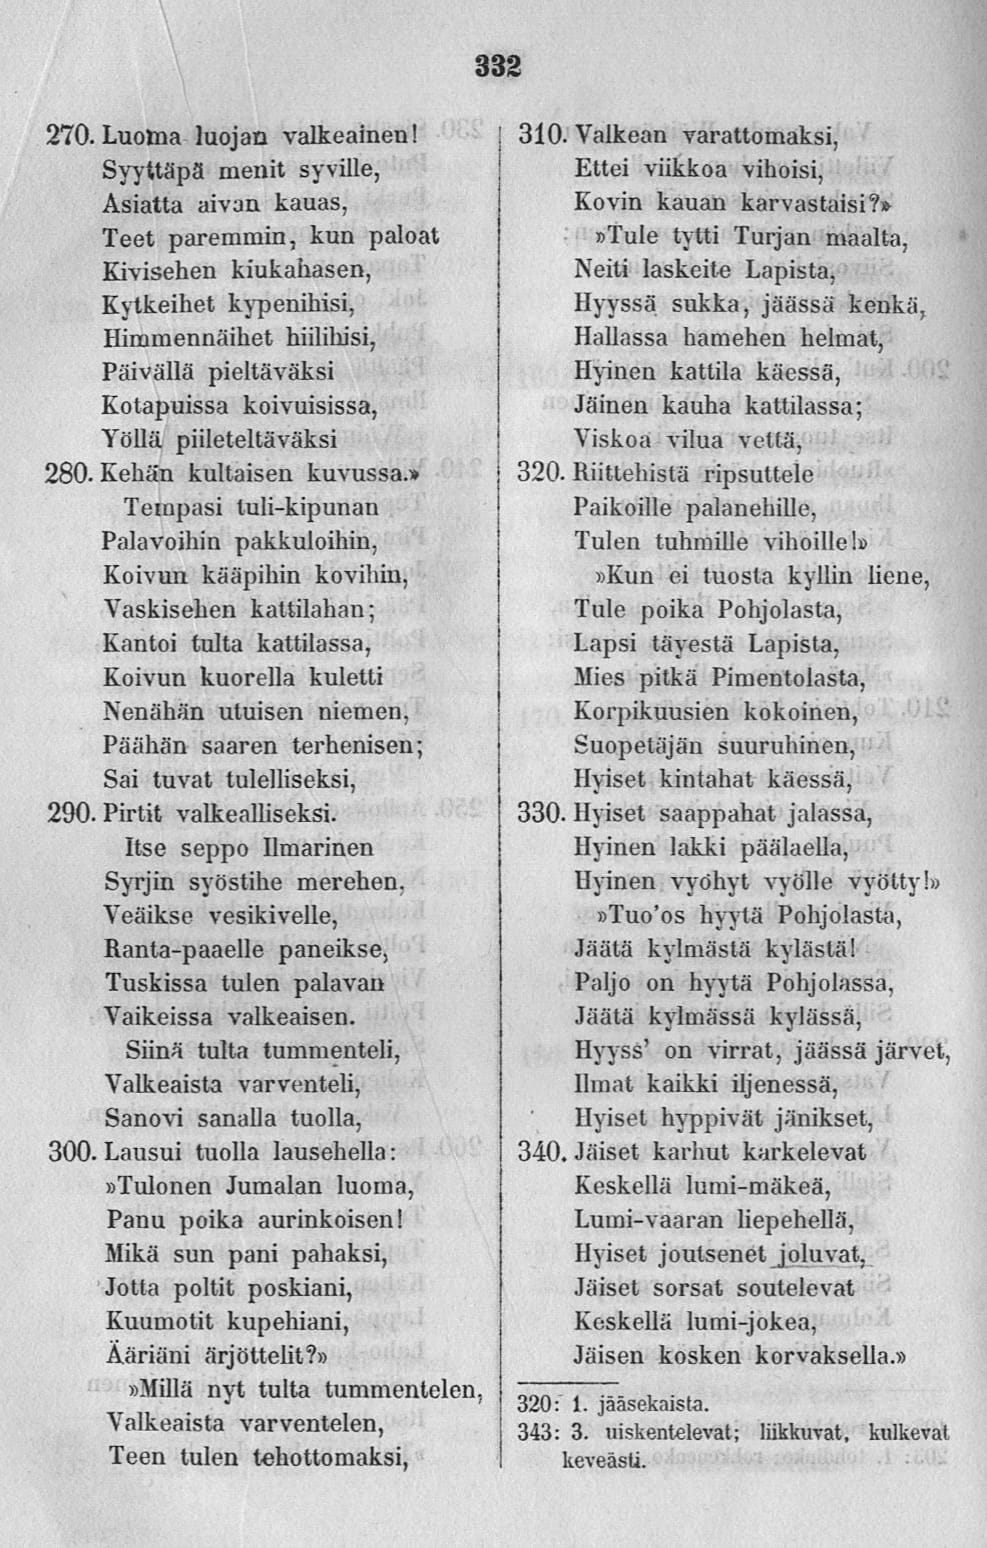 332
270. Luoma luojan valkeainen!
Syyttäpä menit syville,
Asiatta aivan kauas,
Teet paremmin, kun paloat
Kivisehen kiukahasen,
Kytkeihet kypenihisi,
Himmennäihet hiilihisi,
Päivällä pieltäväksi
Kotapuissa koivuisissa,
Yöllä piileteltäväksi
280. Kehän kultaisen kuvussa.»
Tempasi tuli-kipunan
Palavoihin pakkuloihin,
Koivun kääpihin kovihin,
Vaskisehen kattilahan;
Kantoi tulta kattilassa,
Koivun kuorella kuletti
Nenähän utuisen niemen,
Päähän saaren terhenisen;
Sai tuvat tulelliseksi,
290. Pirtit valkealliseksi.
Itse seppo Ilmarinen
Syrjin syöstihe merehen,
Veäikse vesikivelle,
Ranta-paaelle paneikse,
Tuskissa tulen palavan
Vaikeissa valkeaisen.
Siinä tulta tummenteli,
Valkeaista varventeli,
Sanovi sanalla tuolla,
300. Lausui tuolla lausehella:
»Tulonen Jumalan luoma,
Panu poika aurinkoisen!
Mikä sun pani pahaksi,
Jotta poltit poskiani,
Kuumotit kupehiani,
Ääriäni ärjöttelit?»
»Millä nyt tulta tummentelen,
Valkeaista varventelen,
Teen tulen tehottomaksi,
310. Valkean varattomaksi,
Ettei viikkoa vihoisi,
Kovin kauan karvastaisi?»
»Tule tytti Turjan maalta,
Neiti laskeite Lapista,
Hyyssä sukka, jäässä kenkä,
Hallassa hamehen helmat,
Hyinen kattila käessä,
Jäinen kauha kattilassa;
Viskoa vilua vettä,
320. Riittehistä ripsuttele
Paikoille palanehille,
Tulen tuhmille vihoille!»
»Kun ei tuosta kyllin liene,
Tule poika Pohjolasta,
Lapsi täyestä Lapista,
Mies pitkä Pimentolasta,
Korpikuusien kokoinen,
Suopetäjän suuruhinen,
Hyiset kintahat käessä,
330. Hyiset saappahat jalassa,
Hyinen lakki päälaella,
Hyinen vyöhyt vyölle vyötty!»
»Tuo'os hyytä Pohjolasta,
Jäätä kylmästä kylästä!
Paljo on hyytä Pohjolassa,
Jäätä kylmässä kylässä,
Hyyss' on virrat, jäässä järvet,
Ilmat kaikki iljenessä,
Hyiset hyppivät jänikset,
340. Jäiset karhut karkelevat
Keskellä lumi-mäkeä,
Lumi-vaaran liepehellä,
Hyiset joutsenet joluvat,
Jäiset sorsat soutelevat
Keskellä lumi-jokea,
Jäisen kosken korvaksella.»
320: 1. jääsekaista.
343: 3. uiskentelevat; liikkuvat, kulkevat
keveästi.